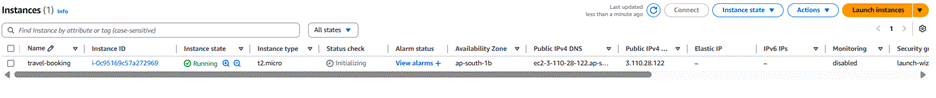 Instances (1) Info
Last updated
less than a minute ago
Connect
Instance state
Actions
Launch instances
Find Instance by attribute or tag (case-sensitive)
All states
1
Name Instance ID Instance state Instance type Status check Alarm status Availability Zone Public IPv4 DNS Public IPv4 ... Elastic IP IPv6 IPs Monitoring Security gr
travel-booking i-0c95169c57a272969 Running t2.micro Initializing View alarms + ap-south-1b ec2-3-110-28-122.ap-s... 3.110.28.122 – – disabled launch-wiz